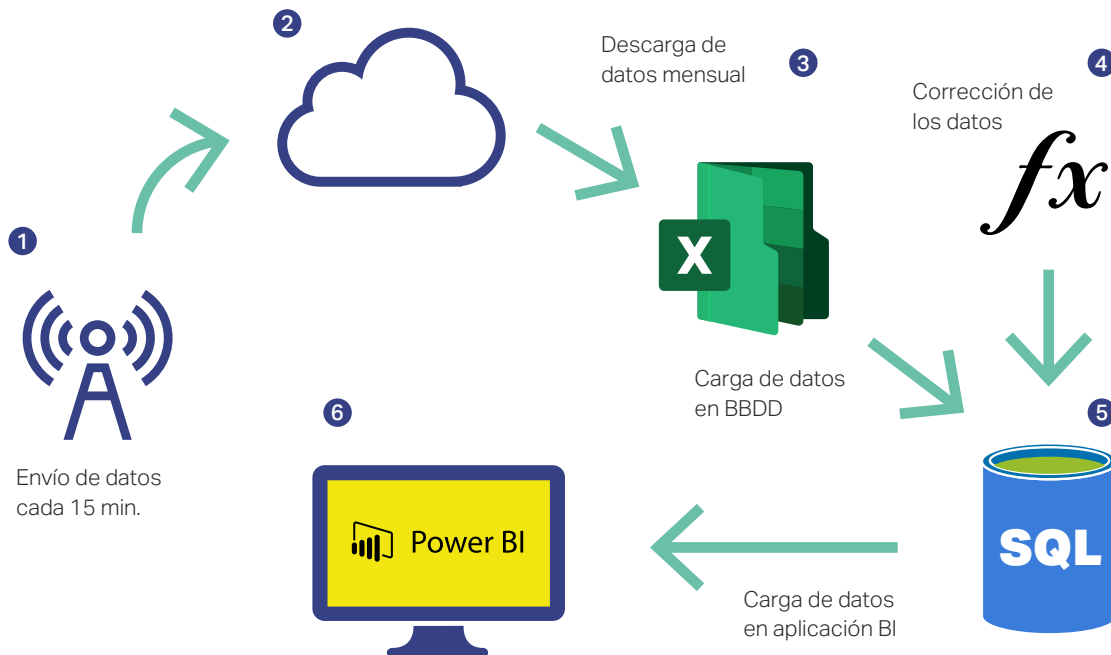 1
Envío de datos
cada 15 min.
2
Descarga de
datos mensual
3
X
Carga de datos
en BBDD
4
Corrección de
los datos
fx
5
SQL
Carga de datos
en aplicación BI
6
Power BI